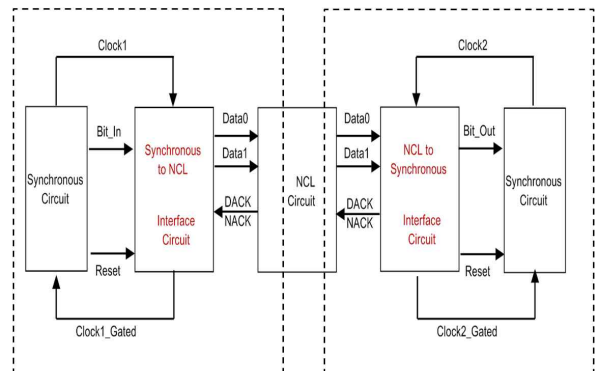 Clock1
Clock2
Bit_In
Synchronous
Circuit
Reset
Clock1_Gated
Synchronous
to NCL
Interface
Circuit
Data0
Data1
DACK
NACK
NCL
Circuit
Data0
Data1
DACK
NACK
NCL to
Synchronous
Interface
Circuit
Bit_Out
Reset
Synchronous
Circuit
Clock2_Gated